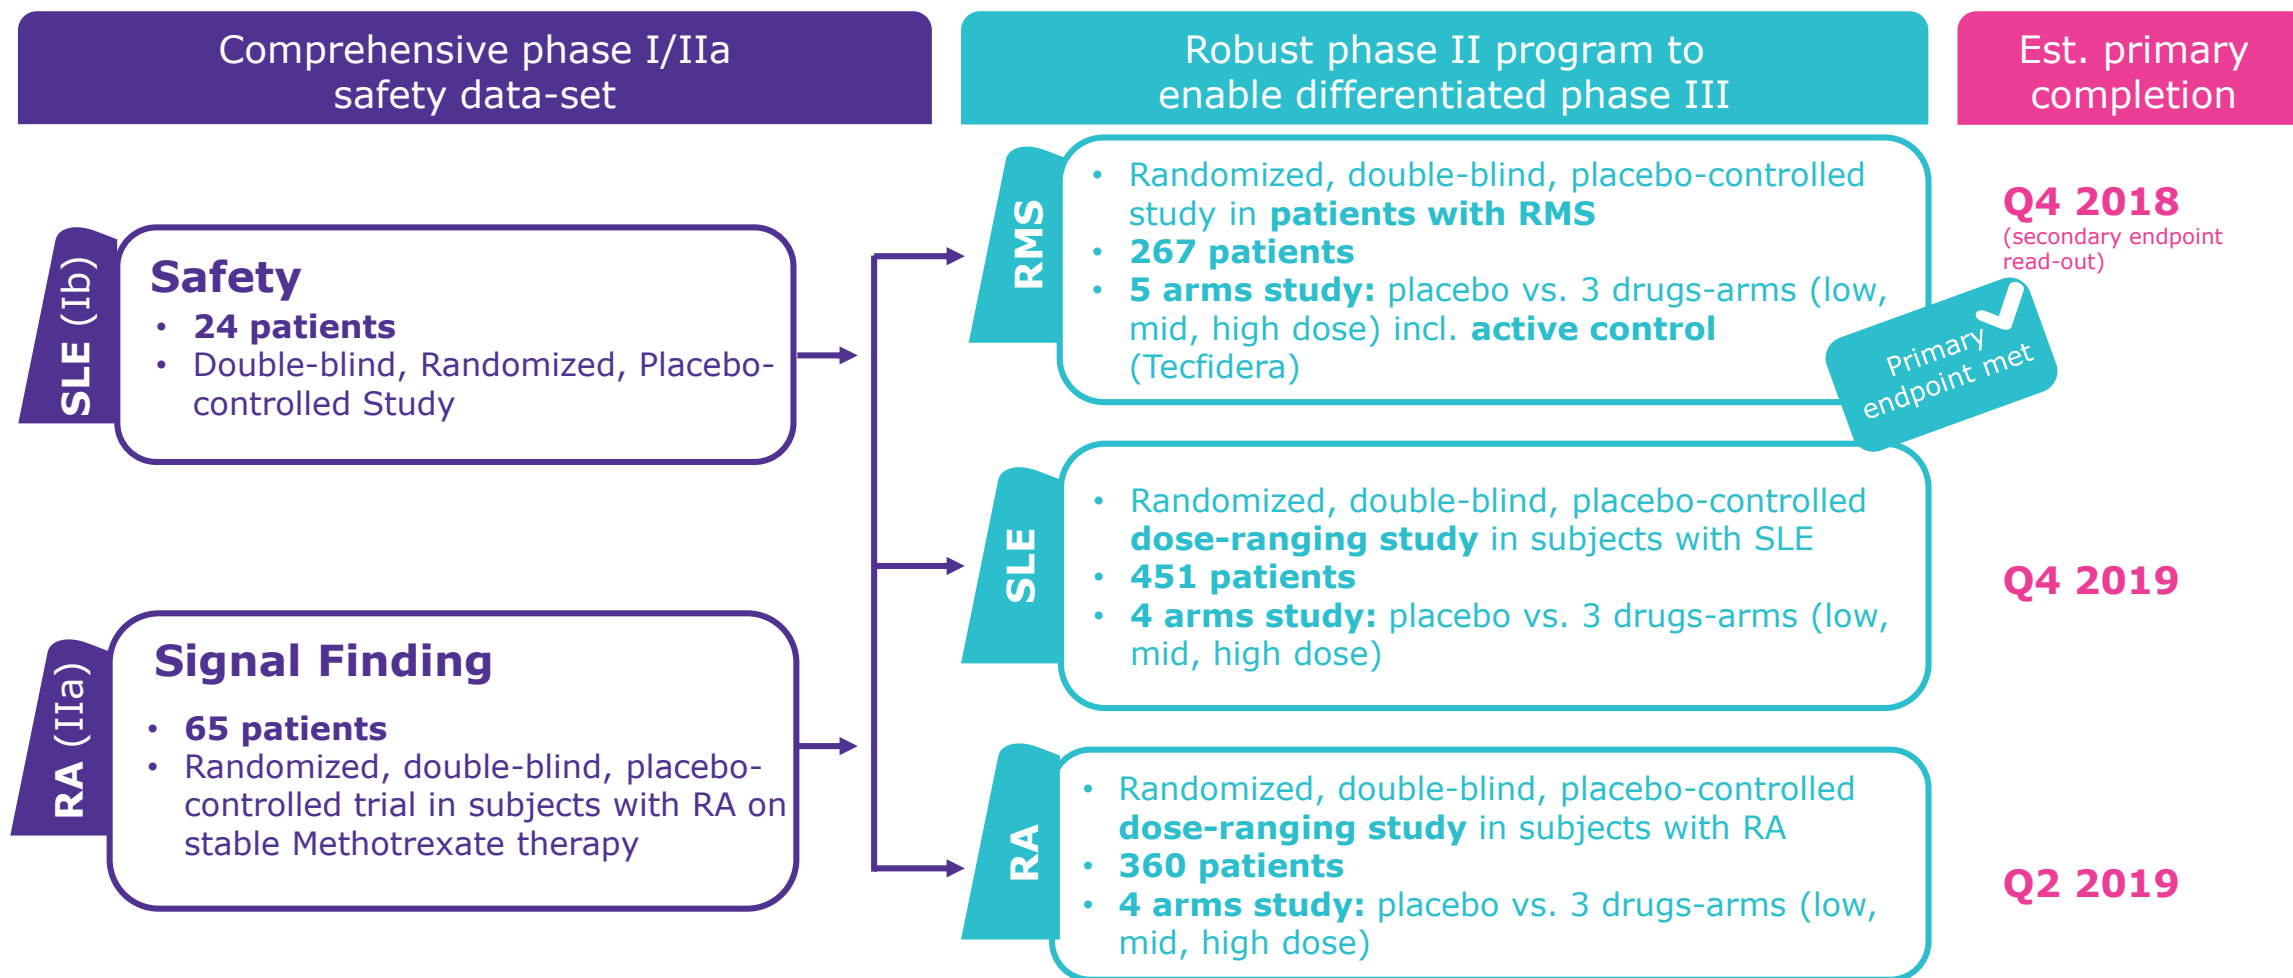 Comprehensive phase I/IIa
safety data-set
Robust phase II program to
enable differentiated phase III
Est. primary
completion
SLE (Ib)
Safety
• 24 patients
• Double-blind, Randomized, Placebo-
controlled Study
RA (IIa)
Signal Finding
• 65 patients
• Randomized, double-blind, placebo-
controlled trial in subjects with RA on
stable Methotrexate therapy
RMS
• Randomized, double-blind, placebo-controlled
study in patients with RMS
• 267 patients
• 5 arms study: placebo vs. 3 drugs-arms (low,
mid, high dose) incl. active control
(Tecfidera)
Q4 2018
(secondary endpoint
read-out)
Primary
endpoint met
SLE
• Randomized, double-blind, placebo-controlled
dose-ranging study in subjects with SLE
• 451 patients
• 4 arms study: placebo vs. 3 drugs-arms (low,
mid, high dose)
Q4 2019
RA
• Randomized, double-blind, placebo-controlled
dose-ranging study in subjects with RA
• 360 patients
• 4 arms study: placebo vs. 3 drugs-arms (low,
mid, high dose)
Q2 2019